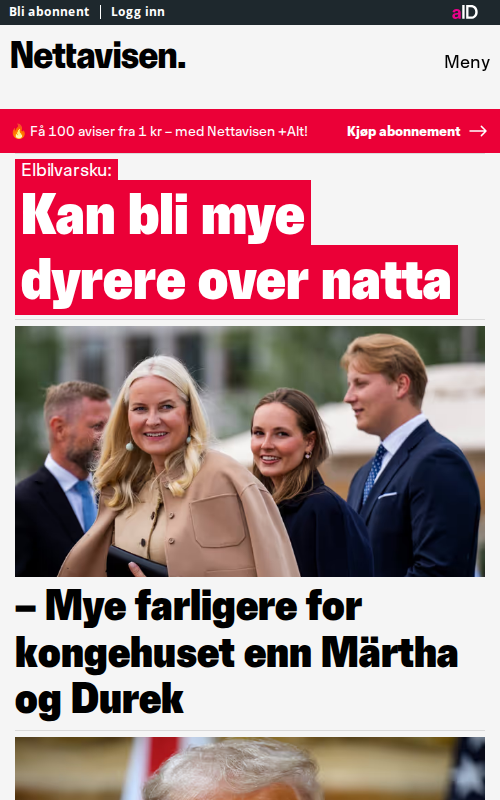 Bli abonnent | Logg inn
aID
Nettavisen.
Meny
🔥 Få 100 aviser fra 1 kr – med Nettavisen +Alt!
Kjøp abonnement →
Elbilvarsku:
Kan bli mye
dyrere over natta
– Mye farligere for
kongehuset enn Märtha
og Durek